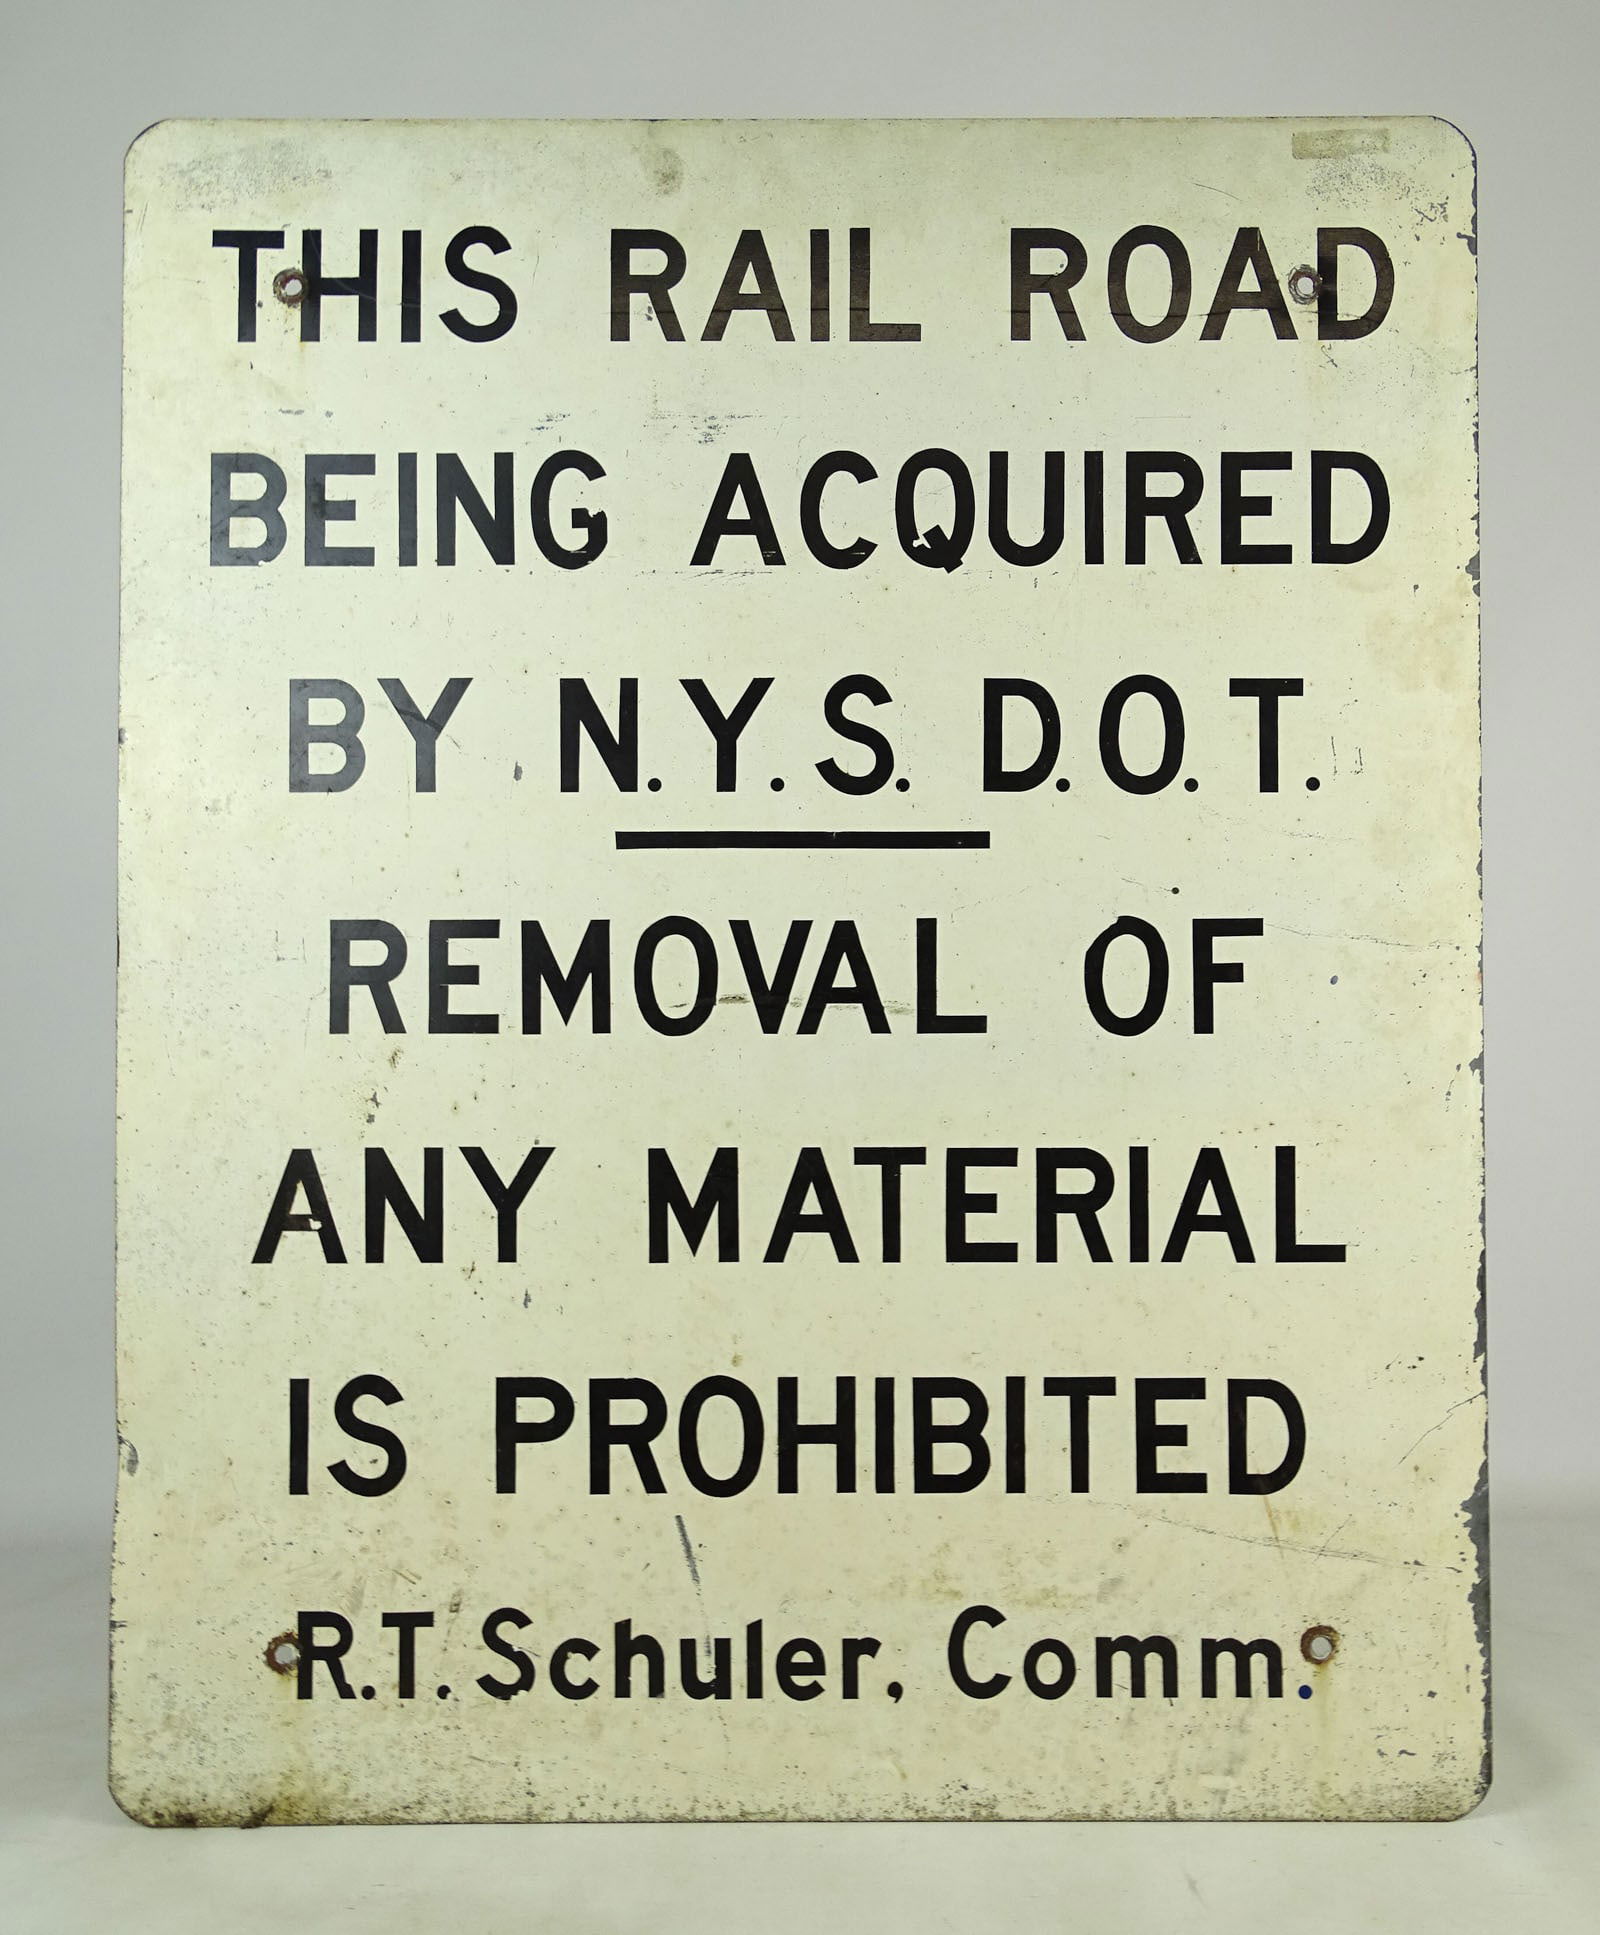 THIS RAIL ROAD
BEING ACQUIRED
BY N.Y.S. D.O.T.
REMOVAL OF
ANY MATERIAL
IS PROHIBITED
R.T. Schuler, Comm.